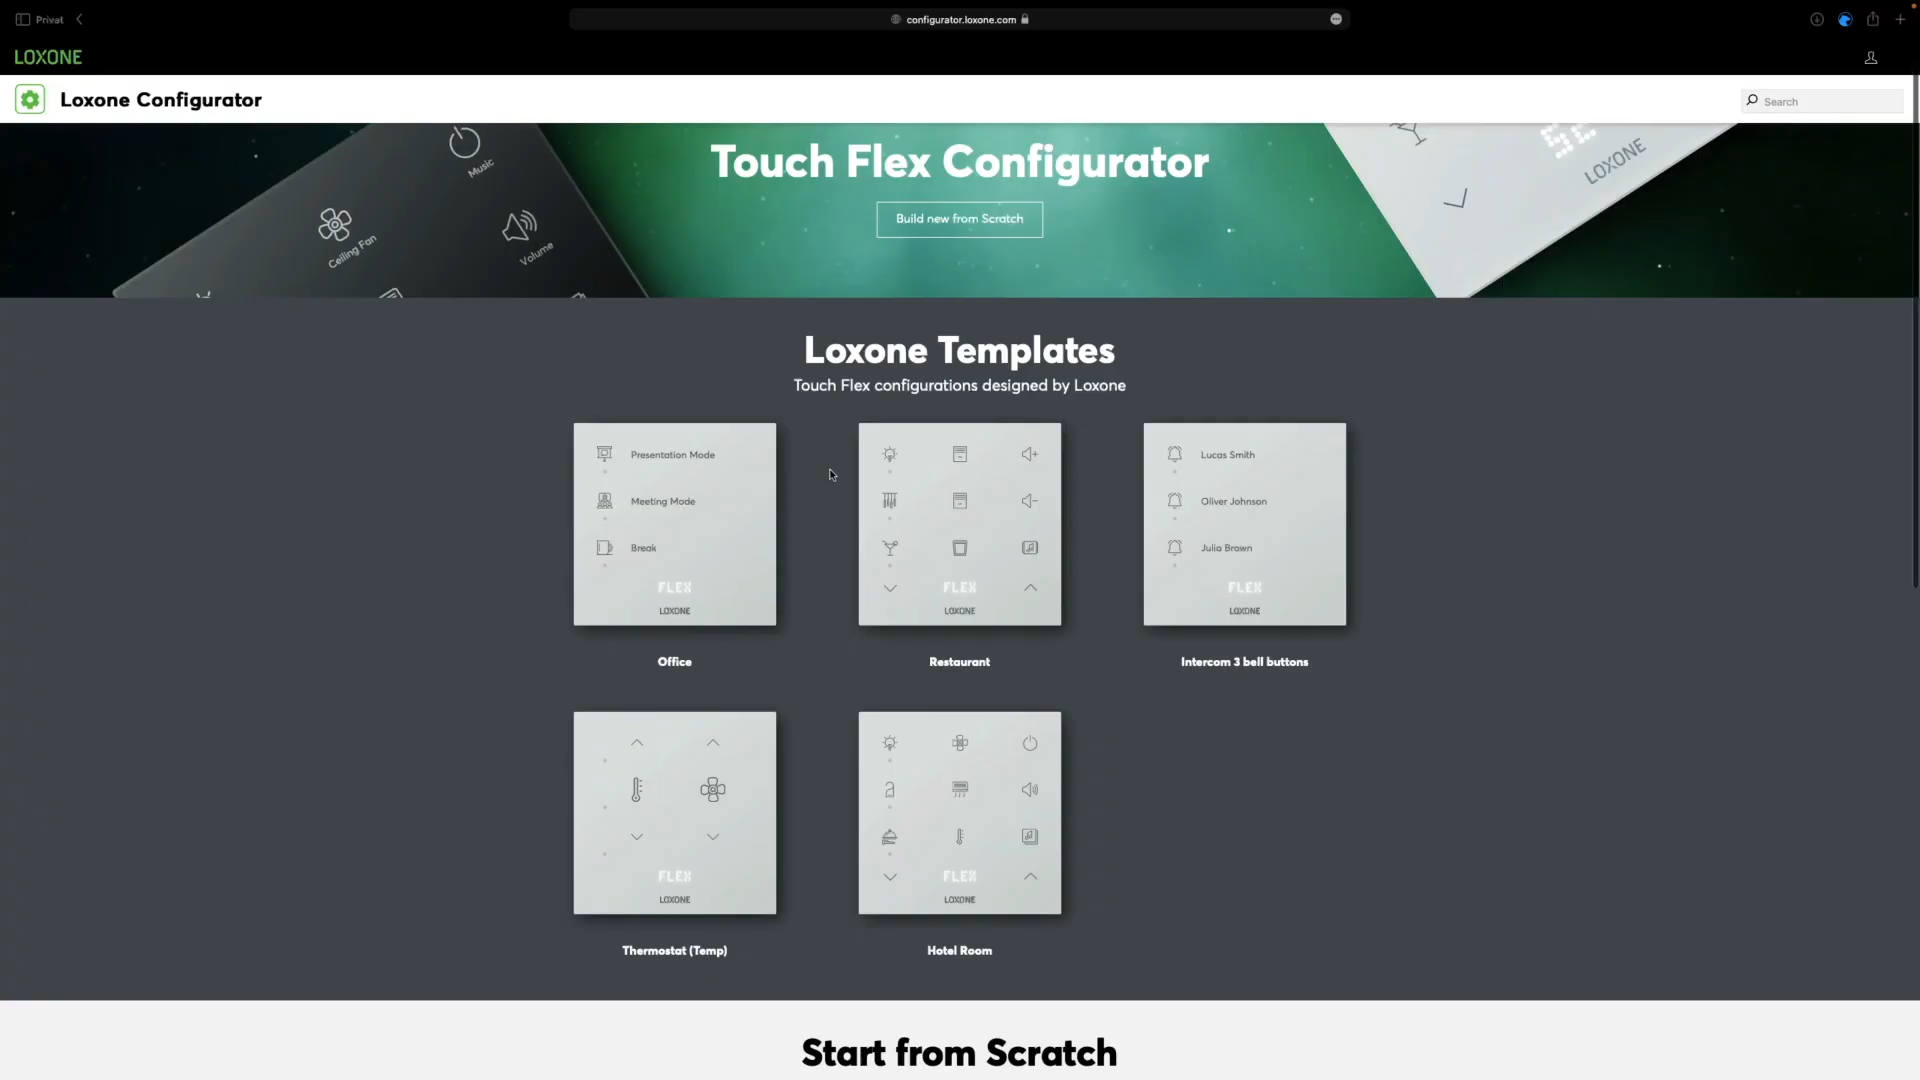 Privat
configurator.loxone.com
LOXONE
Loxone Configurator
Search
Music
Ceiling Fan
Volume
Touch Flex Configurator
Build new from Scratch
LOXONE
Loxone Templates
Touch Flex configurations designed by Loxone
Presentation Mode
Meeting Mode
Break
FLEX
LOXONE
Office
FLEX
LOXONE
Restaurant
Lucas Smith
Oliver Johnson
Julia Brown
FLEX
LOXONE
Intercom 3 bell buttons
FLEX
LOXONE
Thermostat (Temp)
FLEX
LOXONE
Hotel Room
Start from Scratch